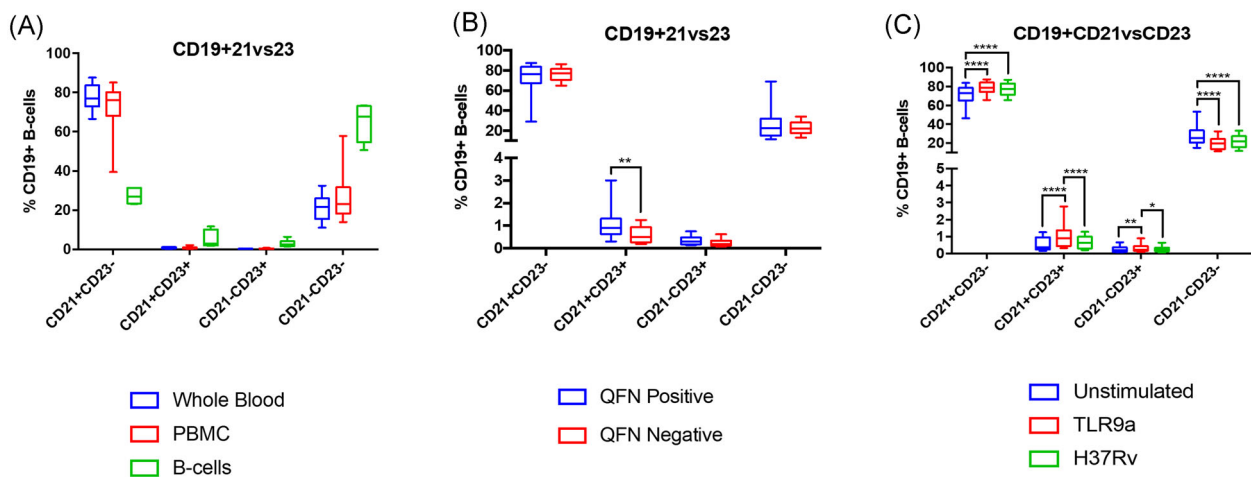 (A)
CD19+21vs23
% CD19+ B-cells
100
80
60
40
20
0
CD21+CD23-
CD21+CD23+
CD21-CD23+
CD21-CD23-
Whole Blood
PBMC
B-cells
(B)
CD19+21vs23
% CD19+ B-cells
100
80
60
40
20
4
3
2
1
0
**
CD21+CD23-
CD21+CD23+
CD21-CD23+
CD21-CD23-
QFN Positive
QFN Negative
(C)
CD19+CD21vsCD23
% CD19+ B-cells
100
80
60
40
20
5
4
3
2
1
0
****
****
****
****
**
*
****
****
CD21+CD23-
CD21+CD23+
CD21-CD23+
CD21-CD23-
Unstimulated
TLR9a
H37Rv